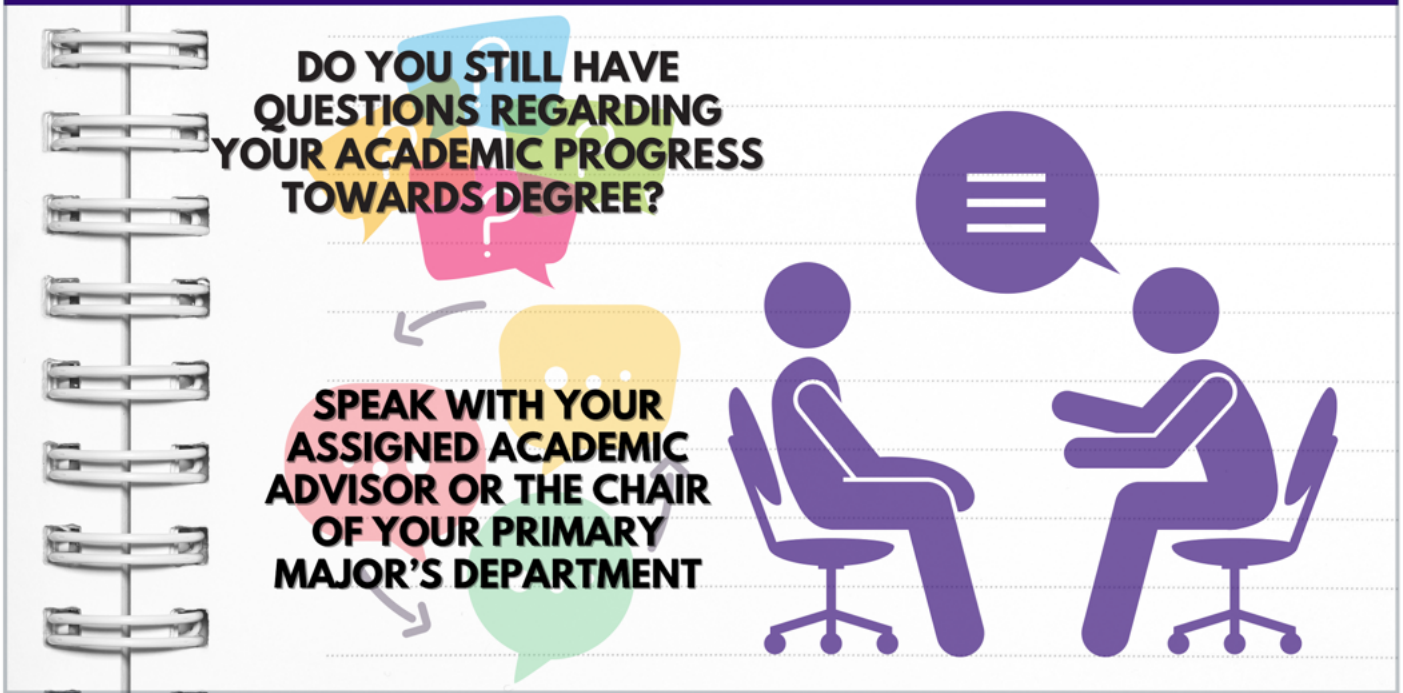 DO YOU STILL HAVE
QUESTIONS REGARDING
YOUR ACADEMIC PROGRESS
TOWARDS DEGREE?
SPEAK WITH YOUR
ASSIGNED ACADEMIC
ADVISOR OR THE CHAIR
OF YOUR PRIMARY
MAJOR'S DEPARTMENT